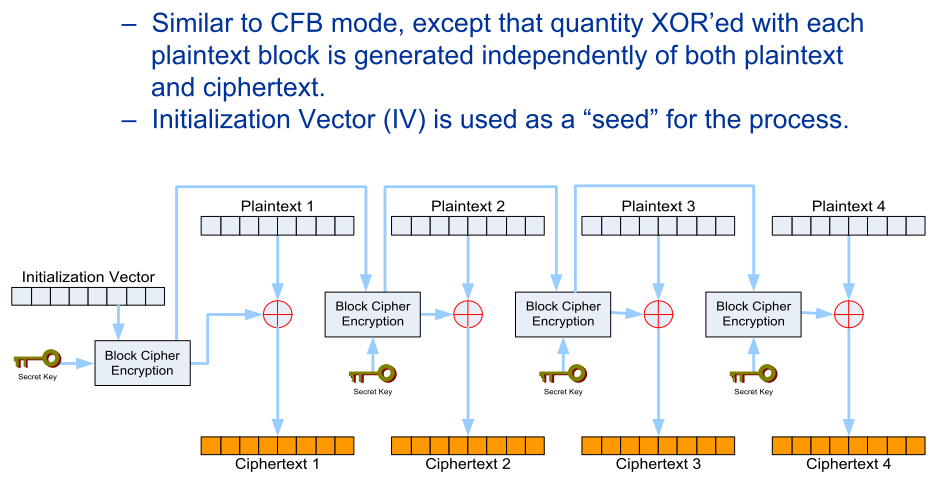 – Similar to CFB mode, except that quantity XOR’ed with each
plaintext block is generated independently of both plaintext
and ciphertext.
– Initialization Vector (IV) is used as a “seed” for the process.
Plaintext 1
Plaintext 2
Plaintext 3
Plaintext 4
Initialization Vector
Block Cipher
Encryption
Block Cipher
Encryption
Block Cipher
Encryption
Block Cipher
Encryption
Secret Key
Secret Key
Secret Key
Secret Key
Ciphertext 1
Ciphertext 2
Ciphertext 3
Ciphertext 4